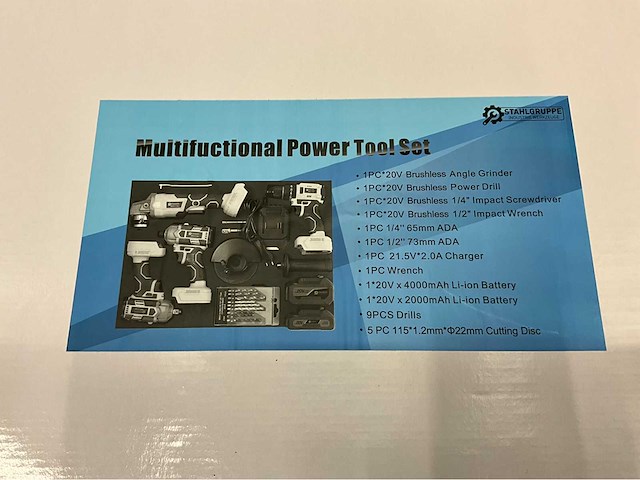 STAHLGRUPPE
INDUSTRIE WERKZEUGE
Multifuctional Power Tool Set
• 1PC*20V Brushless Angle Grinder
• 1PC*20V Brushless Power Drill
• 1PC*20V Brushless 1/4" Impact Screwdriver
• 1PC*20V Brushless 1/2" Impact Wrench
• 1PC 1/4" 65mm ADA
• 1PC 1/2" 73mm ADA
• 1PC 21.5V*2.0A Charger
• 1PC Wrench
• 1*20V x 4000mAh Li-ion Battery
• 1*20V x 2000mAh Li-ion Battery
• 9PCS Drills
• 5 PC 115*1.2mm*Φ22mm Cutting Disc